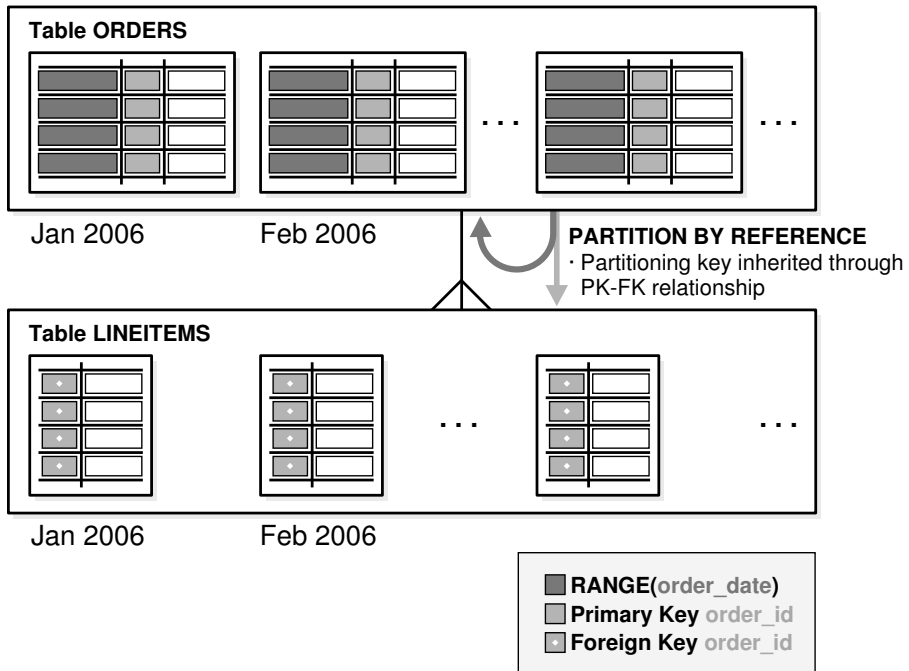 Table ORDERS
. . .
. . .
Jan 2006
Feb 2006
PARTITION BY REFERENCE
· Partitioning key inherited through
PK-FK relationship
Table LINEITEMS
. . .
. . .
Jan 2006
Feb 2006
RANGE(order_date)
Primary Key order_id
Foreign Key order_id